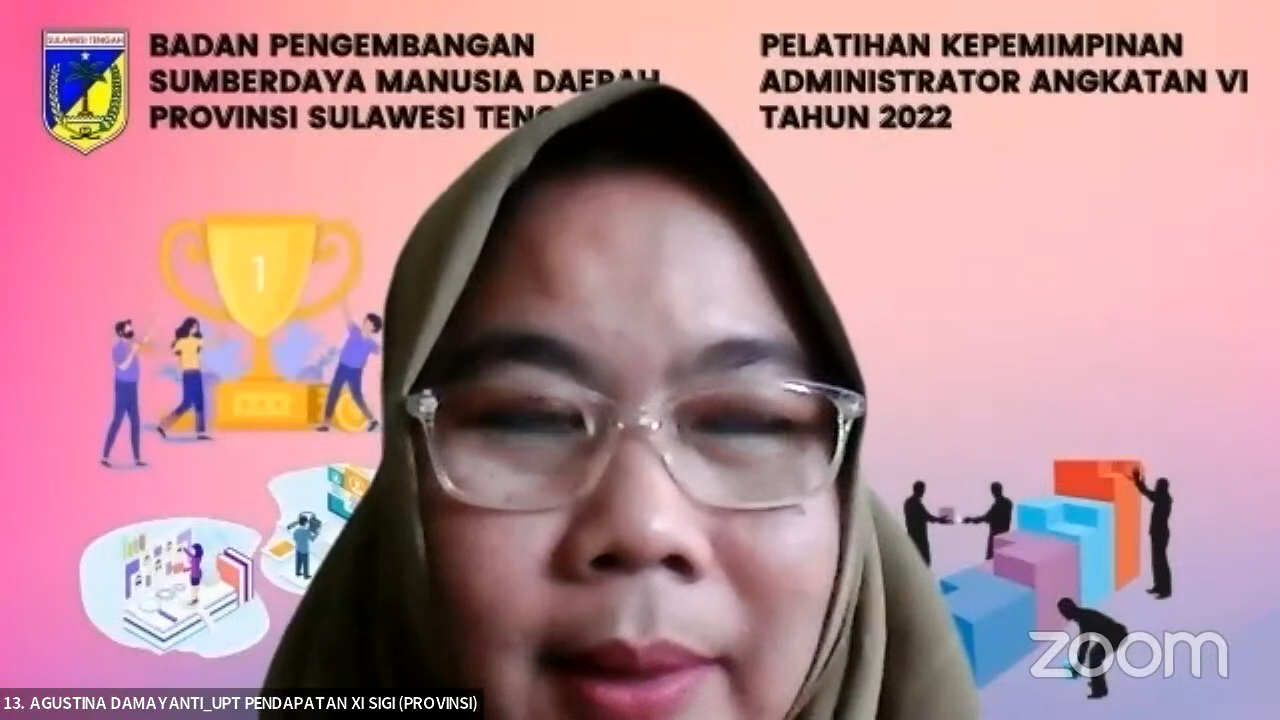 SULAWESI TENGAH
BADAN PENGEMBANGAN
SUMBERDAYA MANUSIA DAERAH
PROVINSI SULAWESI TENG
PELATIHAN KEPEMIMPINAN
ADMINISTRATOR ANGKATAN VI
TAHUN 2022
1
zoom
13. AGUSTINA DAMAYANTI_UPT PENDAPATAN XI SIGI (PROVINSI)